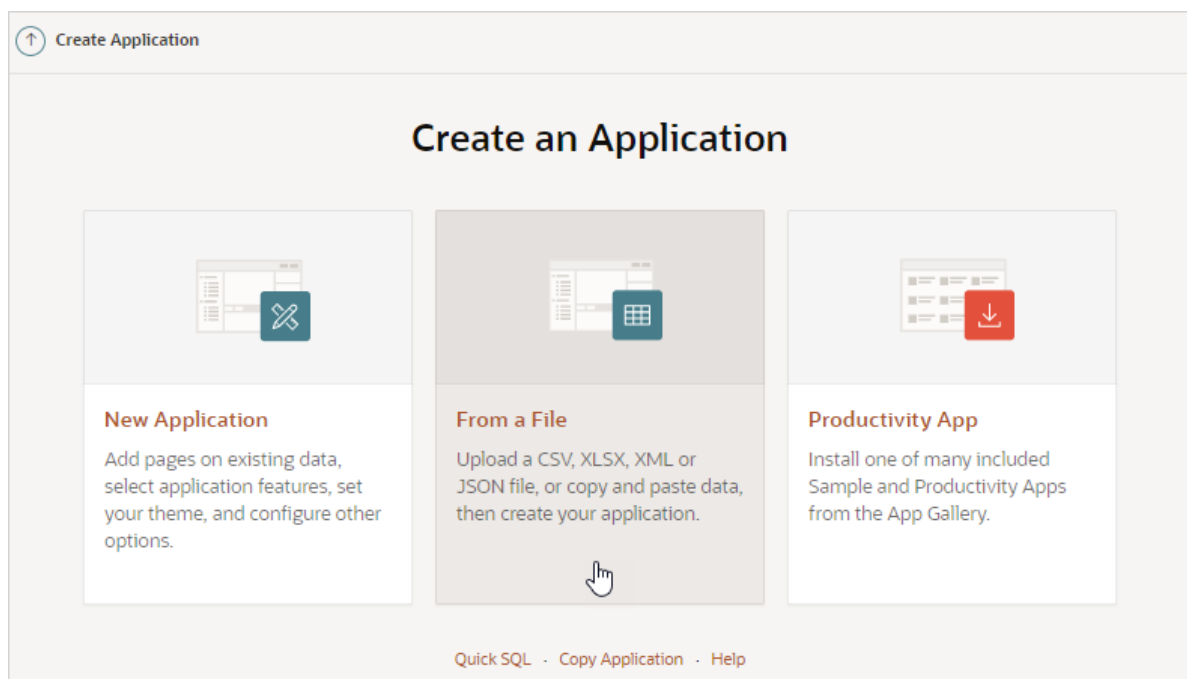 Create Application
Create an Application
New Application
Add pages on existing data,
select application features, set
your theme, and configure other
options.
From a File
Upload a CSV, XLSX, XML or
JSON file, or copy and paste data,
then create your application.
Productivity App
Install one of many included
Sample and Productivity Apps
from the App Gallery.
Quick SQL · Copy Application · Help